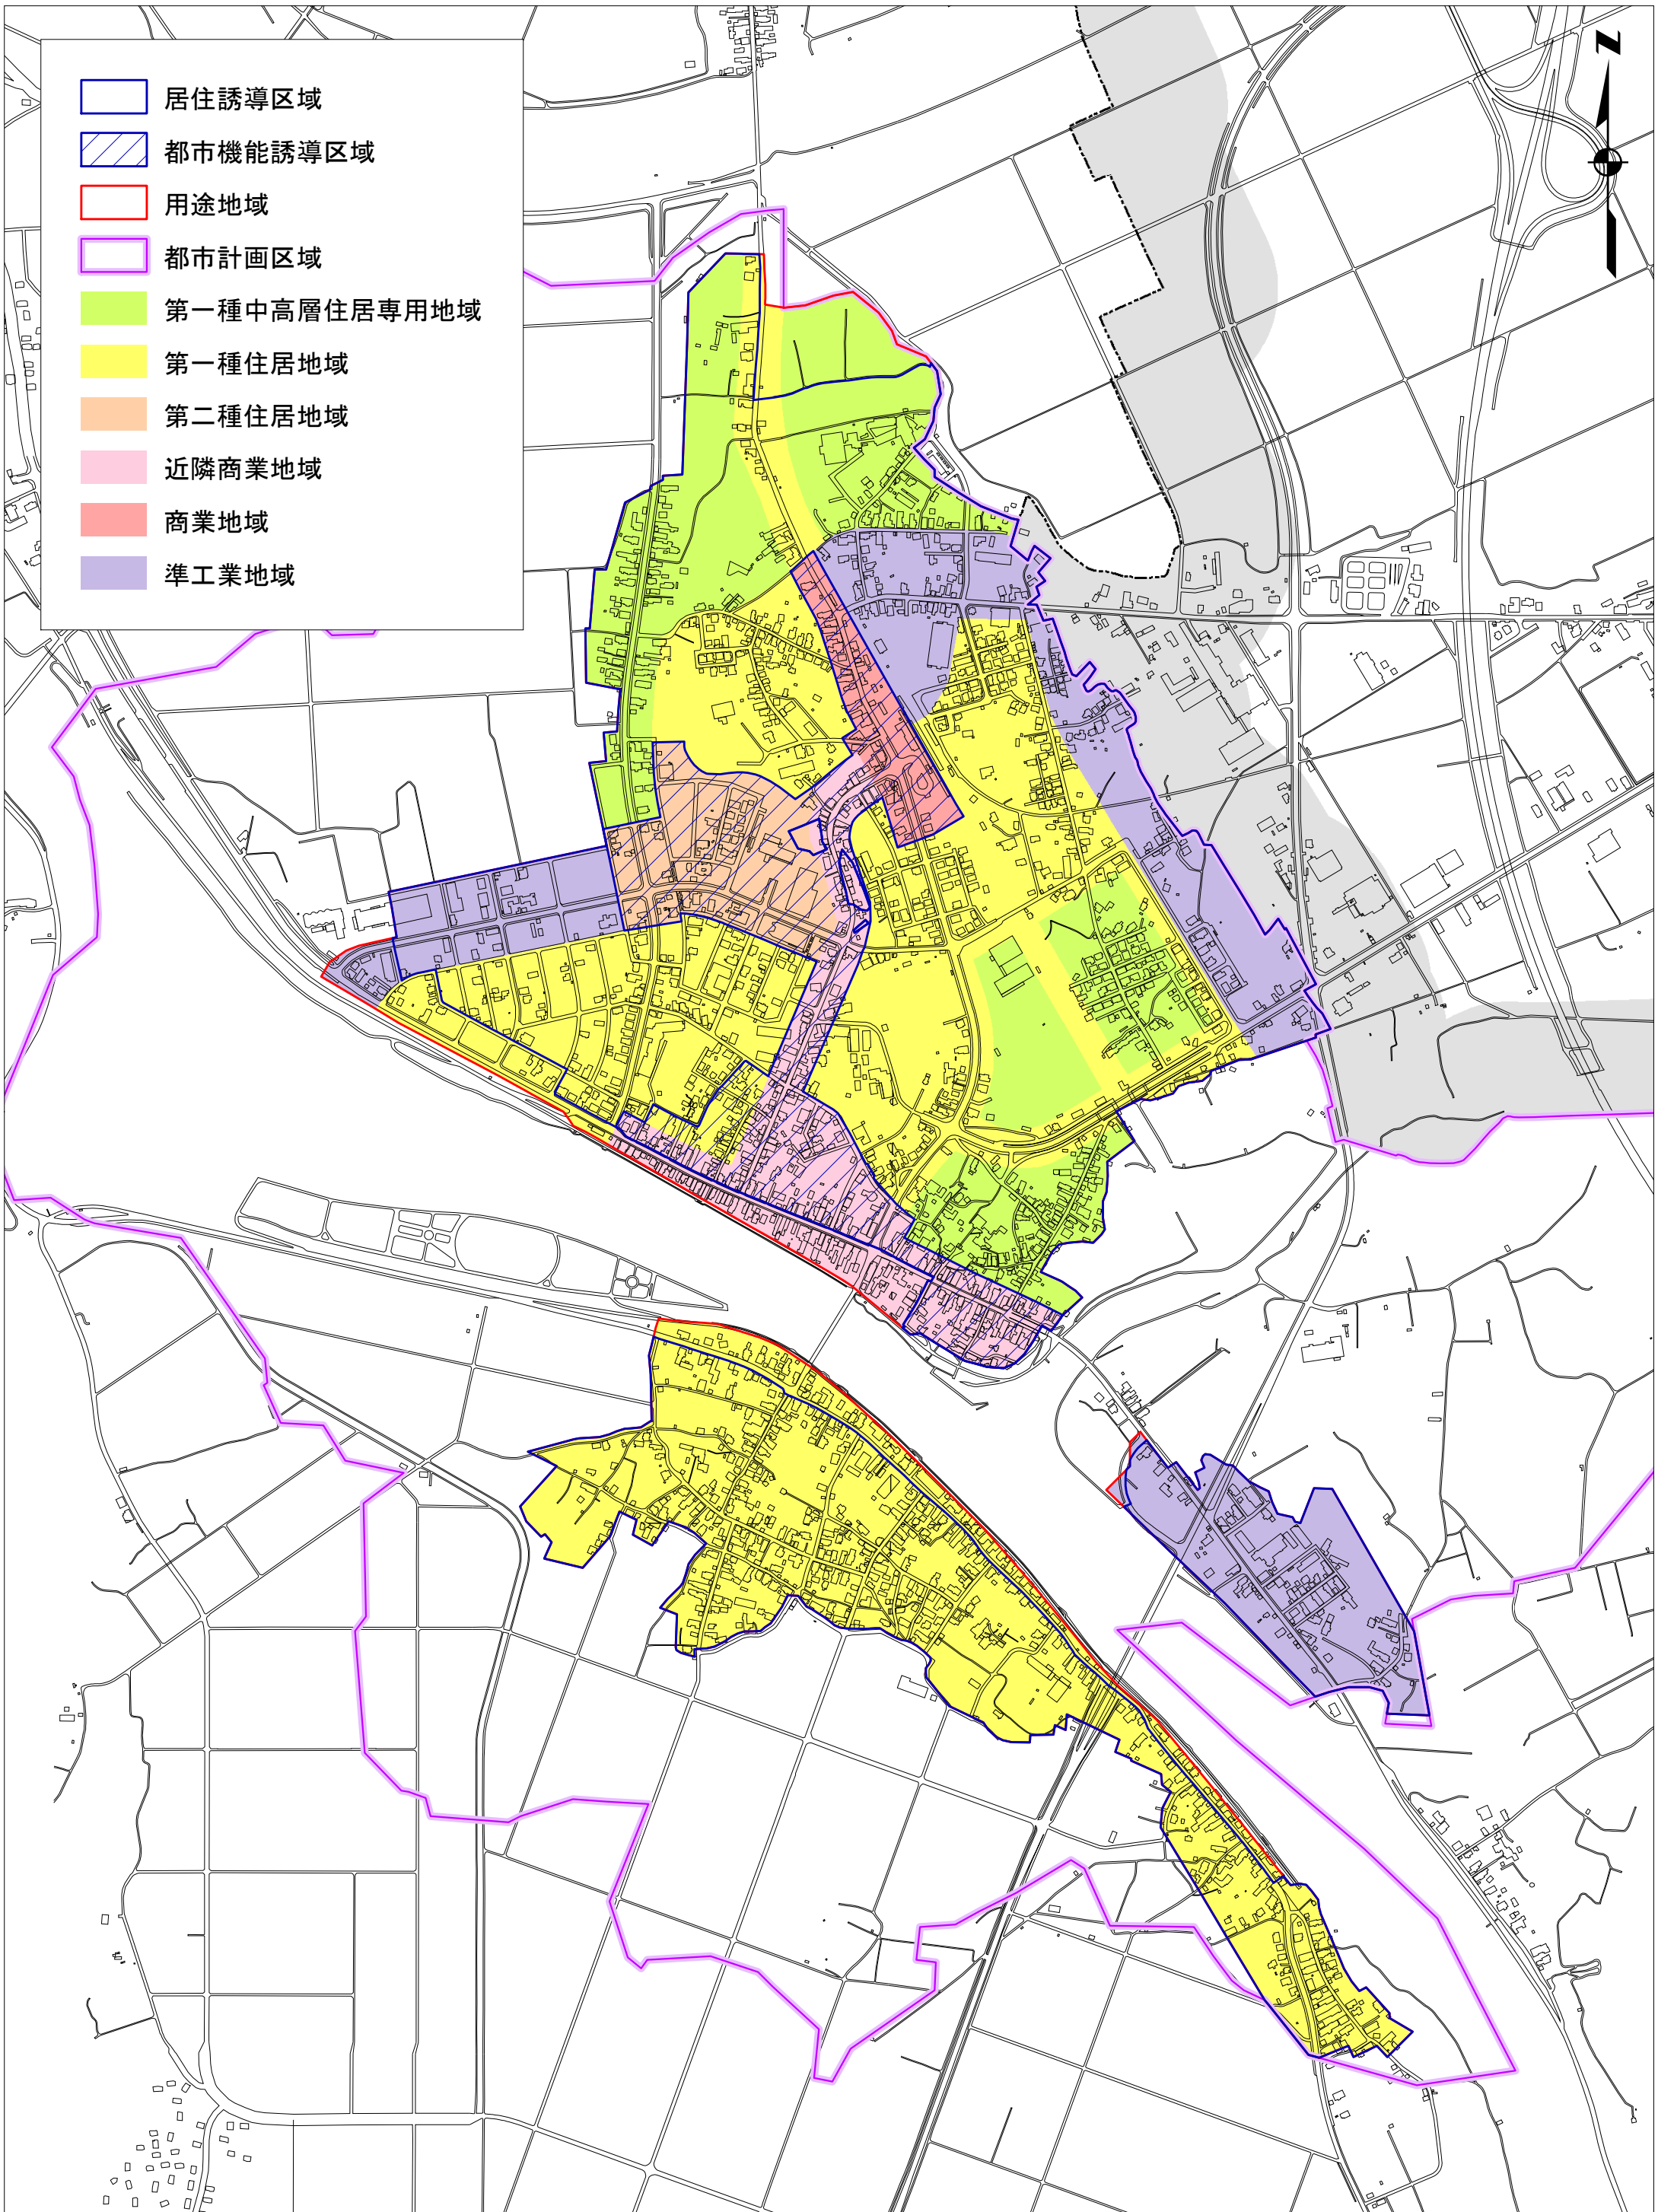 居住誘導区域
都市機能誘導区域
用途地域
都市計画区域
第一種中高層住居専用地域
第一種住居地域
第二種住居地域
近隣商業地域
商業地域
準工業地域
N